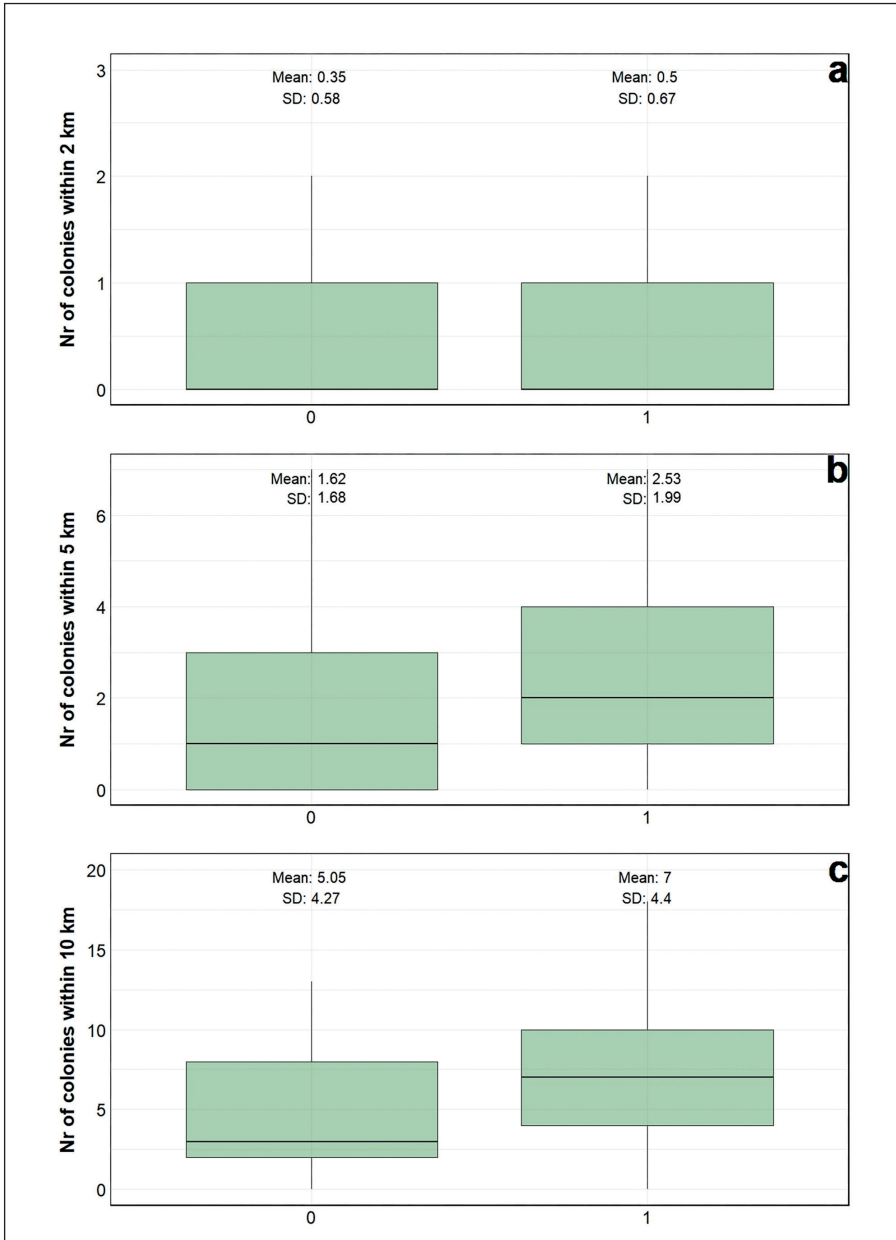 a
Nr of colonies within 2 km
3
2
1
0
Mean: 0.35
SD: 0.58
Mean: 0.5
SD: 0.67
0
1
b
Nr of colonies within 5 km
6
4
2
0
Mean: 1.62
SD: 1.68
Mean: 2.53
SD: 1.99
0
1
c
Nr of colonies within 10 km
20
15
10
5
0
Mean: 5.05
SD: 4.27
Mean: 7
SD: 4.4
0
1